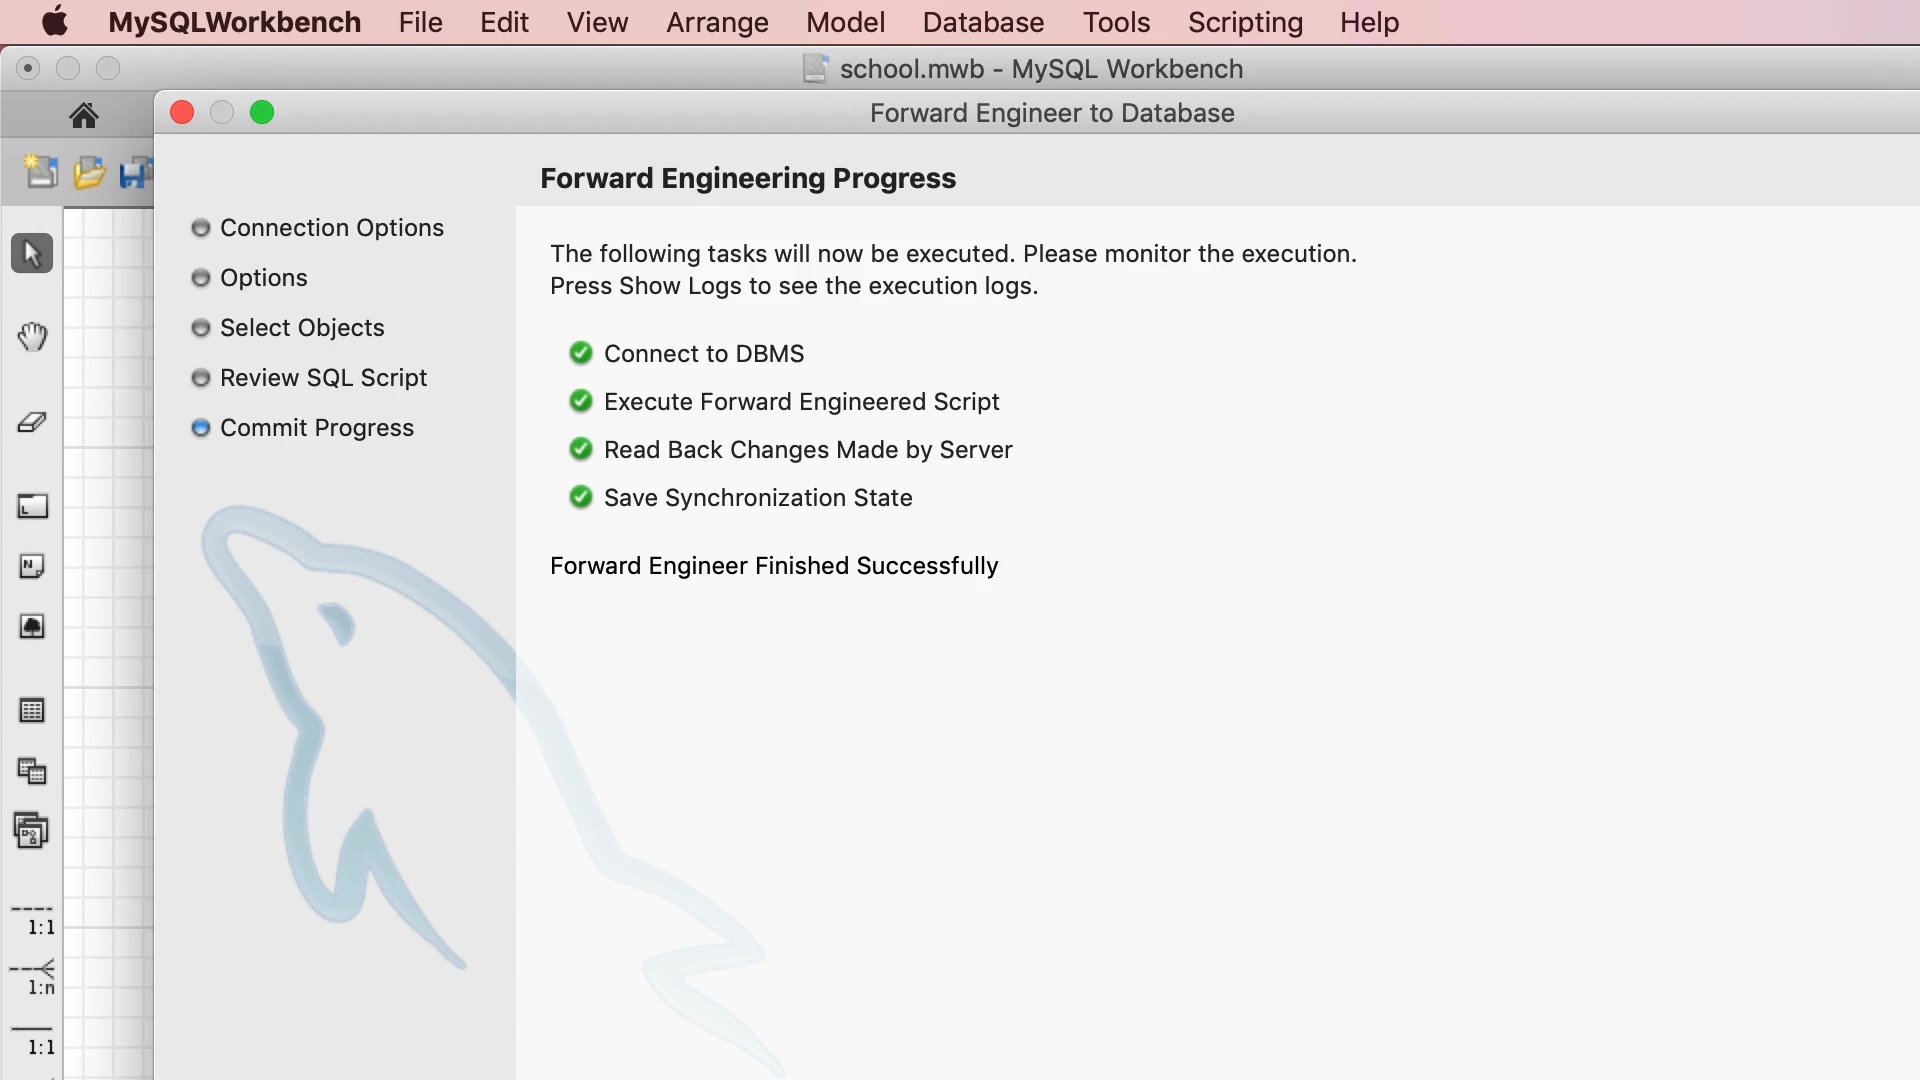 MySQLWorkbench File Edit View Arrange Model Database Tools Scripting Help
school.mwb - MySQL Workbench
Forward Engineer to Database
Forward Engineering Progress
Connection Options
Options
Select Objects
Review SQL Script
Commit Progress
The following tasks will now be executed. Please monitor the execution.
Press Show Logs to see the execution logs.
Connect to DBMS
Execute Forward Engineered Script
Read Back Changes Made by Server
Save Synchronization State
Forward Engineer Finished Successfully
N
1:1
1:n
1:1